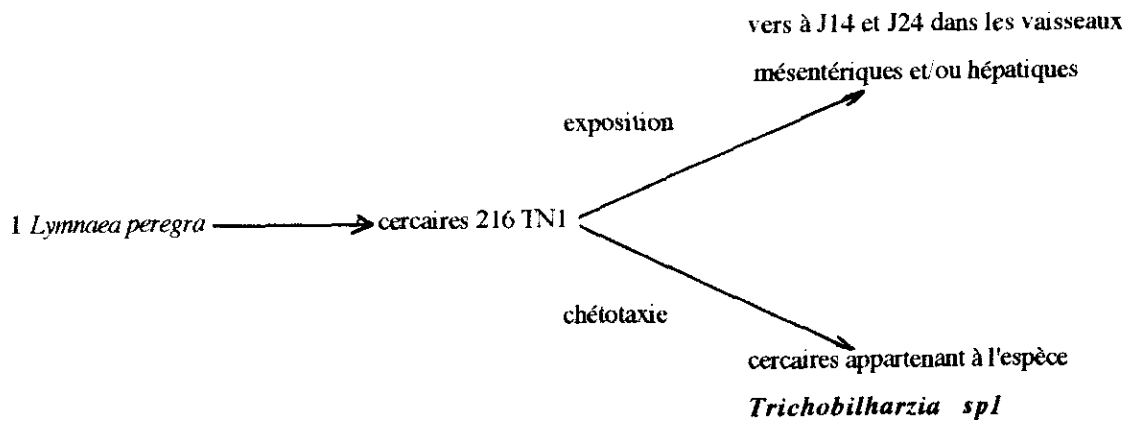 vers à J14 et J24 dans les vaisseaux
mésentériques et/ou hépatiques
exposition
1 Lymnaea peregra
cercaires 216 TN1
chétotaxie
cercaires appartenant à l'espèce
Trichobilharzia sp1